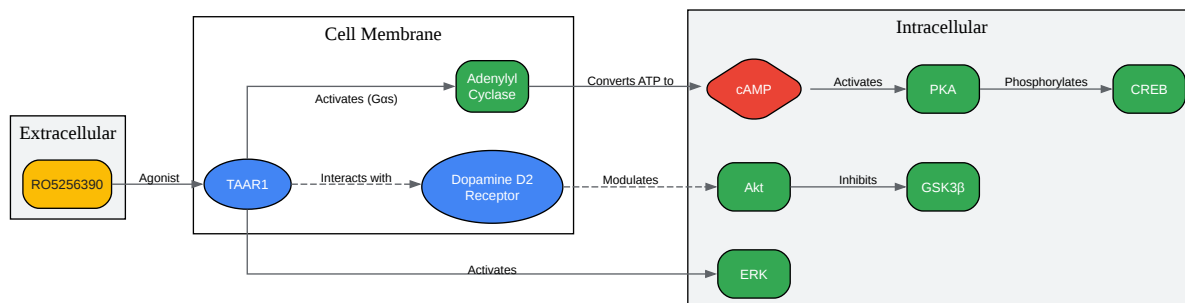 Cell Membrane
Intracellular
Extracellular
Adenylyl
Cyclase
Activates (Gαs)
Converts ATP to
cAMP
Activates
PKA
Phosphorylates
CREB
RO5256390
Agonist
TAAR1
Interacts with
Dopamine D2
Receptor
Modulates
Akt
Inhibits
GSK3β
Activates
ERK